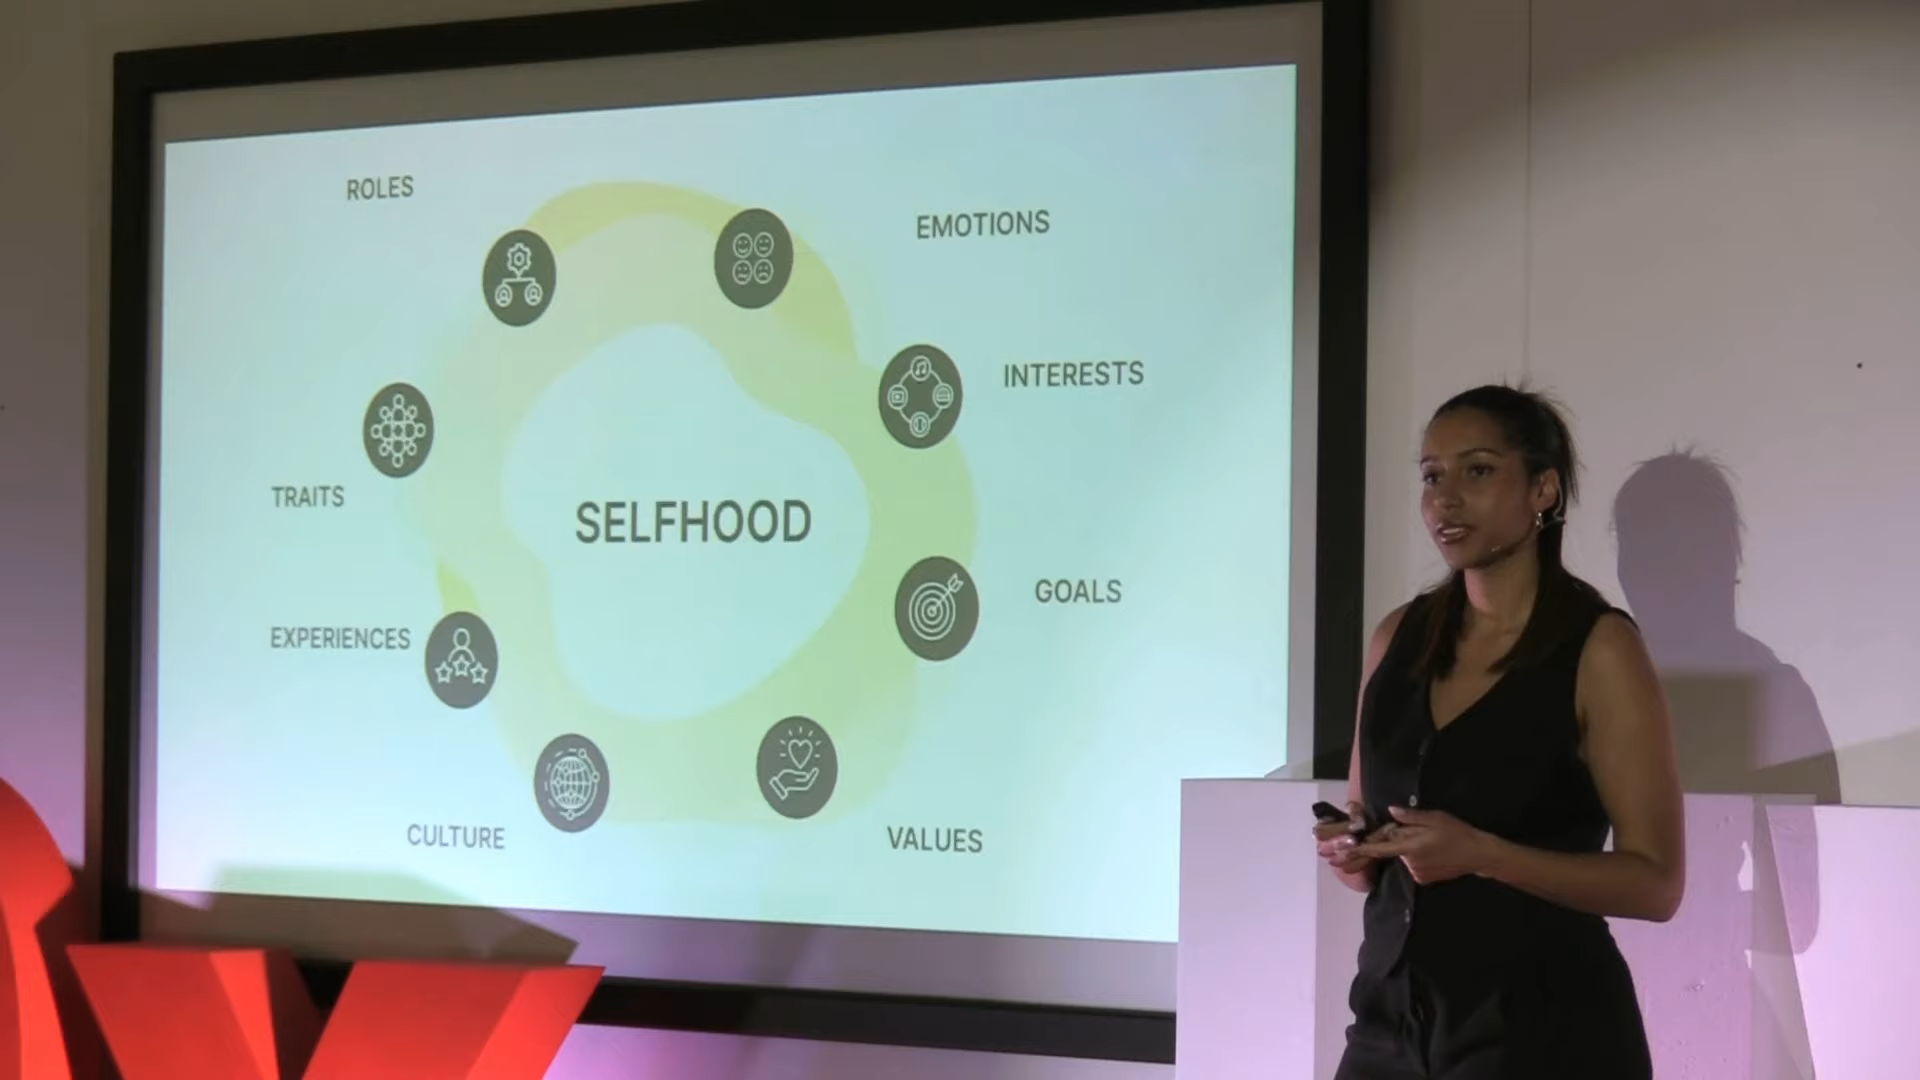 ROLES
EMOTIONS
INTERESTS
TRAITS
SELFHOOD
GOALS
EXPERIENCES
CULTURE
VALUES